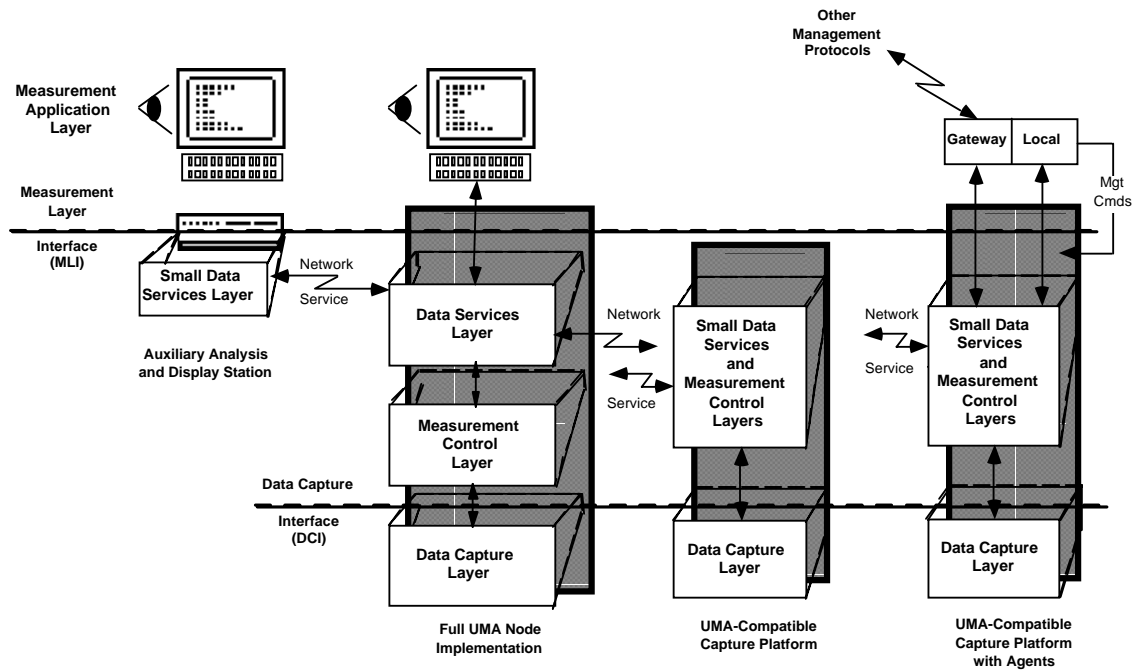 Other
Management
Protocols
Measurement
Application
Layer
Gateway
Local
Mgt
Cmds
Measurement
Layer
Interface
(MLI)
Small Data
Services Layer
Network
Service
Auxiliary Analysis
and Display Station
Data Services
Layer
Measurement
Control
Layer
Network
Service
Small Data
Services
and
Measurement
Control
Layers
Network
Service
Small Data
Services
and
Measurement
Control
Layers
Data Capture
Interface
(DCI)
Data Capture
Layer
Data Capture
Layer
Data Capture
Layer
Full UMA Node
Implementation
UMA-Compatible
Capture Platform
UMA-Compatible
Capture Platform
with Agents